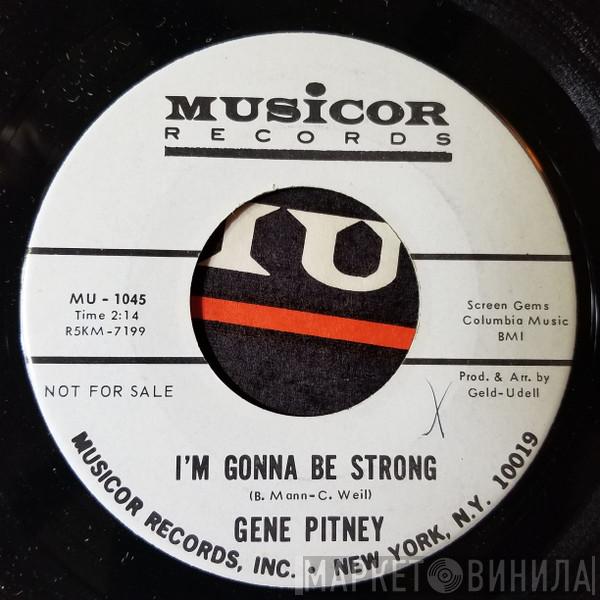 MUSICOR
RECORDS
MU - 1045
Time 2:14
R5KM-7199
NOT FOR SALE
Screen Gems
Columbia Music
BMI
Prod. & Arr. by
Geld-Udell
X
I'M GONNA BE STRONG
(B. Mann-C. Weil)
GENE PITNEY
MUSICOR RECORDS, INC. • NEW YORK, N.Y. 10019
МАРКЕТ ВИНИЛА